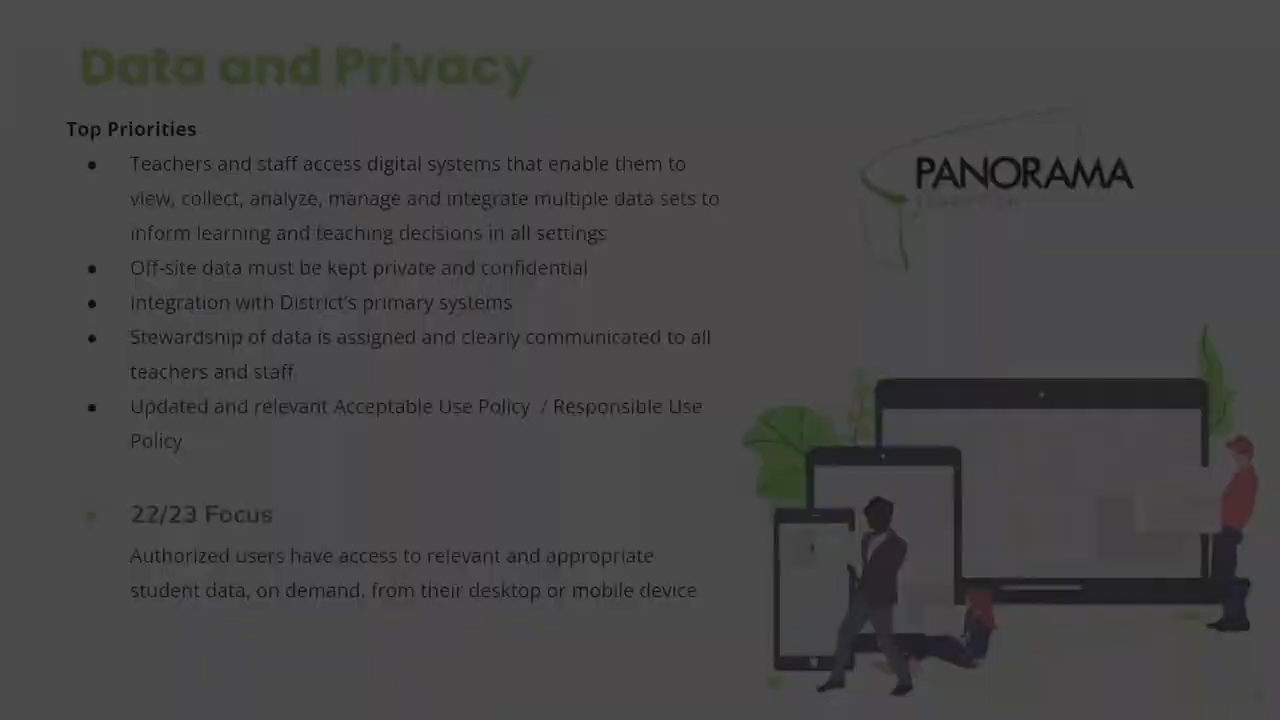 Data and Privacy
Top Priorities
● Teachers and staff access digital systems that enable them to
view, collect, analyze, manage and integrate multiple data sets to
inform learning and teaching decisions in all settings
● Off-site data must be kept private and confidential
● Integration with District's primary systems
● Stewardship of data is assigned and clearly communicated to all
teachers and staff
● Updated and relevant Acceptable Use Policy / Responsible Use
Policy
22/23 Focus
Authorized users have access to relevant and appropriate
student data, on demand, from their desktop or mobile device
PANORAMA